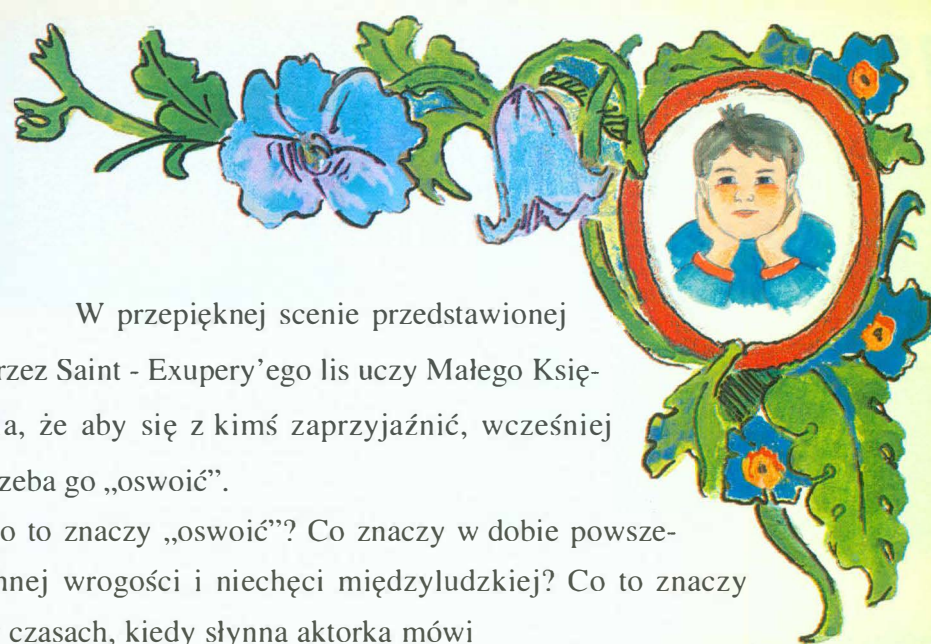 W przepięknej scenie przedstawionej
rzez Saint - Exupery’ego lis uczy Małego Księ-
a, że aby się z kimś zaprzyjaźnić, wcześniej
zeba go „oswoić”.
o to znaczy „oswoić”? Co znaczy w dobie powsze-
nnej wrogości i niechęci międzyludzkiej? Co to znaczy
czasach, kiedy słynna aktorka mówi